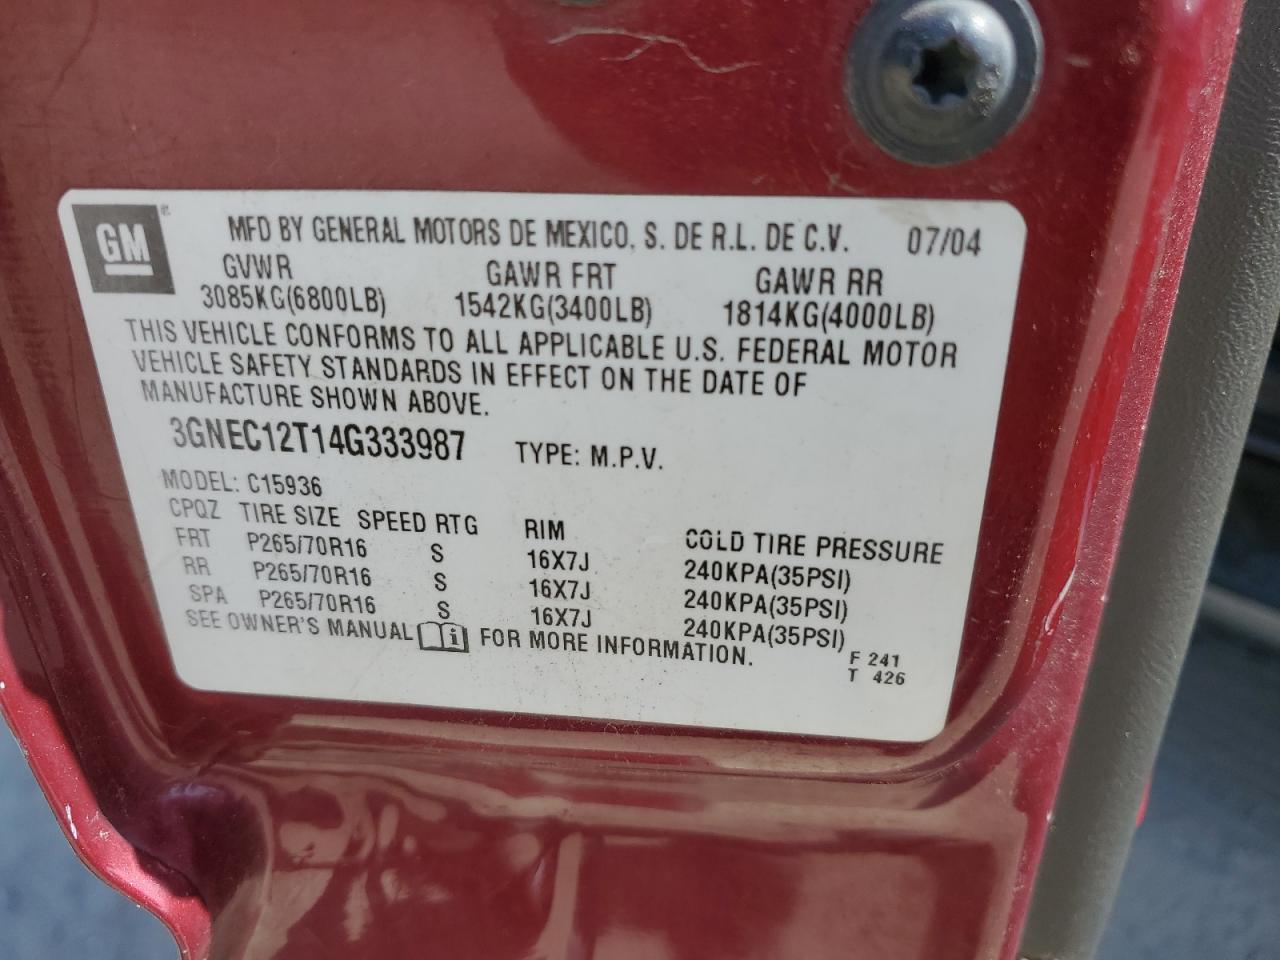 GM
MFD BY GENERAL MOTORS DE MEXICO, S. DE R.L. DE C.V. 07/04
GVWR GAWR FRT GAWR RR
3085KG(6800LB) 1542KG(3400LB) 1814KG(4000LB)
THIS VEHICLE CONFORMS TO ALL APPLICABLE U.S. FEDERAL MOTOR
VEHICLE SAFETY STANDARDS IN EFFECT ON THE DATE OF
MANUFACTURE SHOWN ABOVE.
3GNEC12T14G333987 TYPE: M.P.V.
MODEL: C15936
CPQZ TIRE SIZE SPEED RTG RIM COLD TIRE PRESSURE
FRT P265/70R16 S 16X7J 240KPA(35PSI)
RR P265/70R16 S 16X7J 240KPA(35PSI)
SPA P265/70R16 S 16X7J 240KPA(35PSI)
SEE OWNER'S MANUAL i FOR MORE INFORMATION.
F 241
T 426